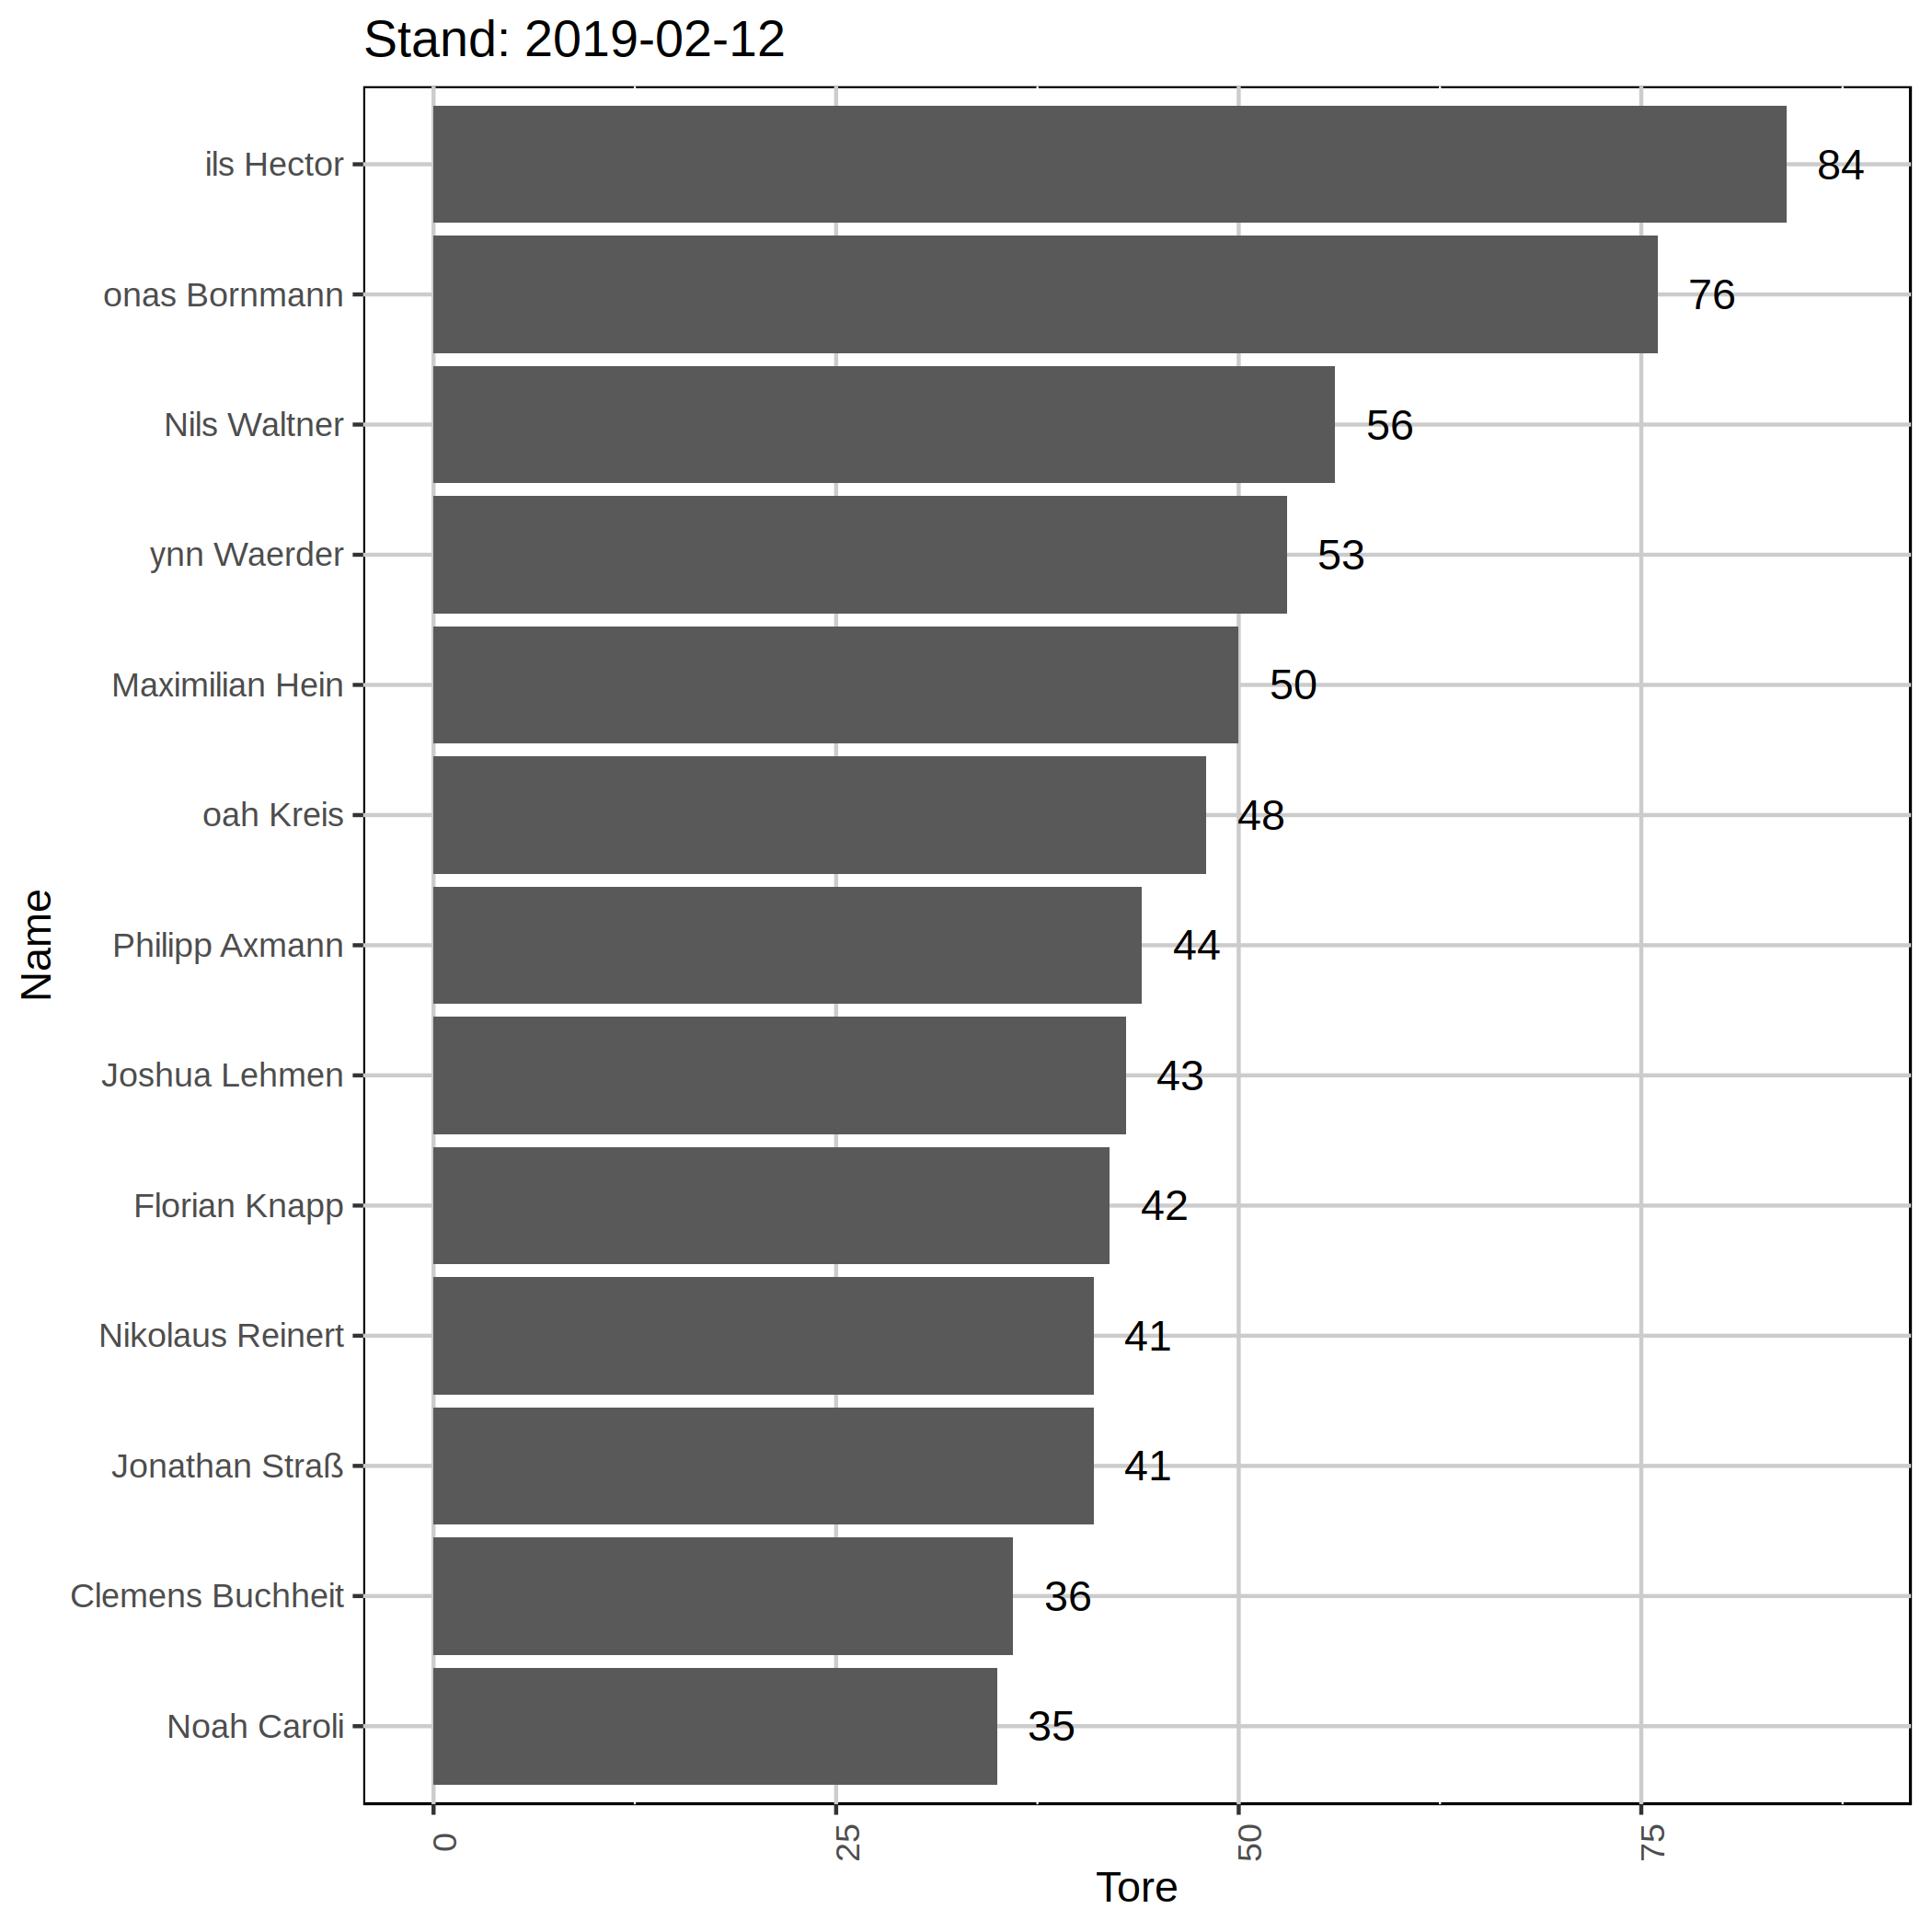 Stand: 2019-02-12
ils Hector 84
onas Bornmann 76
Nils Waltner 56
ynn Waerder 53
Maximilian Hein 50
oah Kreis 48
Philipp Axmann 44
Joshua Lehmen 43
Florian Knapp 42
Nikolaus Reinert 41
Jonathan Straß 41
Clemens Buchheit 36
Noah Caroli 35
Name
0 25 50 75
Tore